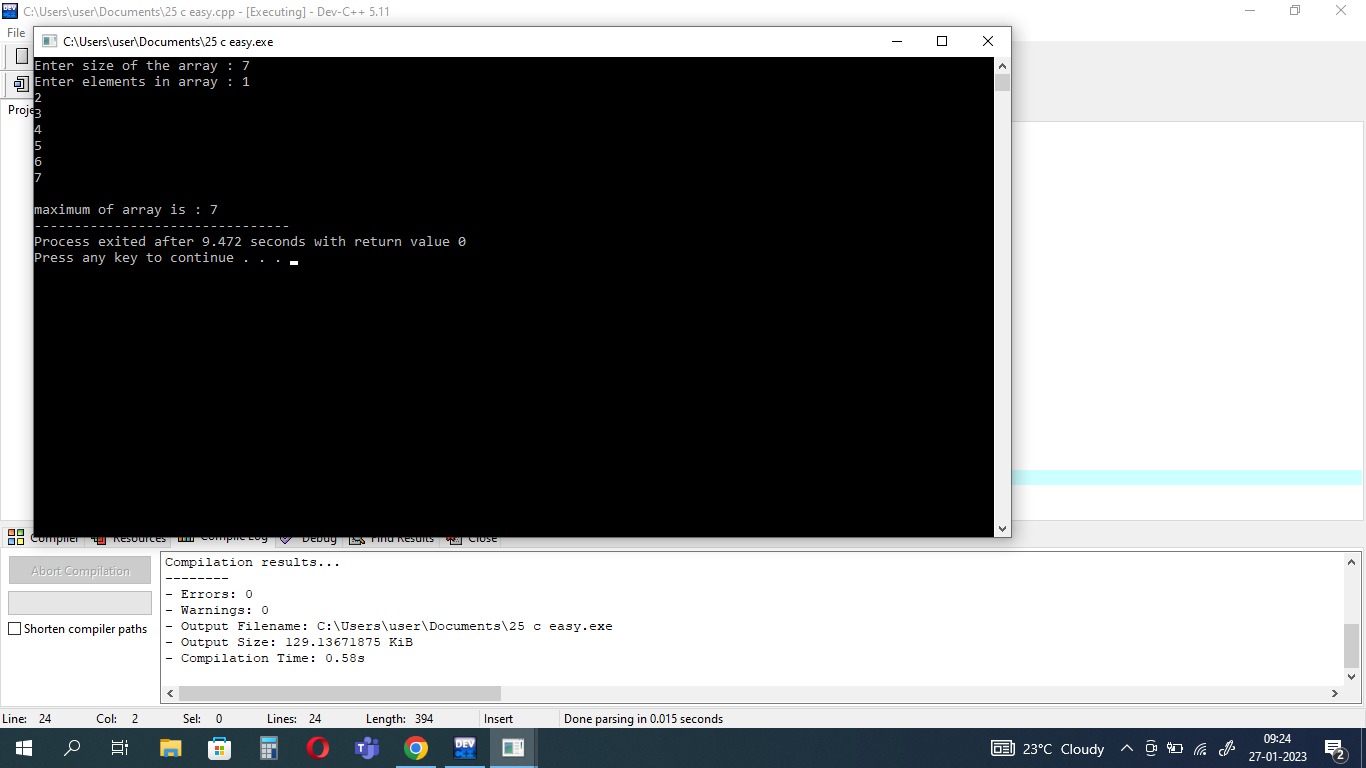 C:\Users\user\Documents\25 c easy.cpp - [Executing] - Dev-C++ 5.11
File
C:\Users\user\Documents\25 c easy.exe
Proje
Enter size of the array : 7
Enter elements in array : 1
2
3
4
5
6
7
maximum of array is : 7
--------------------------------
Process exited after 9.472 seconds with return value 0
Press any key to continue . . .
Compiler Resources Compile Log Debug Find Results Close
Abort Compilation
Shorten compiler paths
Compilation results...
--------
- Errors: 0
- Warnings: 0
- Output Filename: C:\Users\user\Documents\25 c easy.exe
- Output Size: 129.13671875 KiB
- Compilation Time: 0.58s
Line: 24 Col: 2 Sel: 0 Lines: 24 Length: 394 Insert Done parsing in 0.015 seconds
DEV
23°C Cloudy
09:24
27-01-2023
2